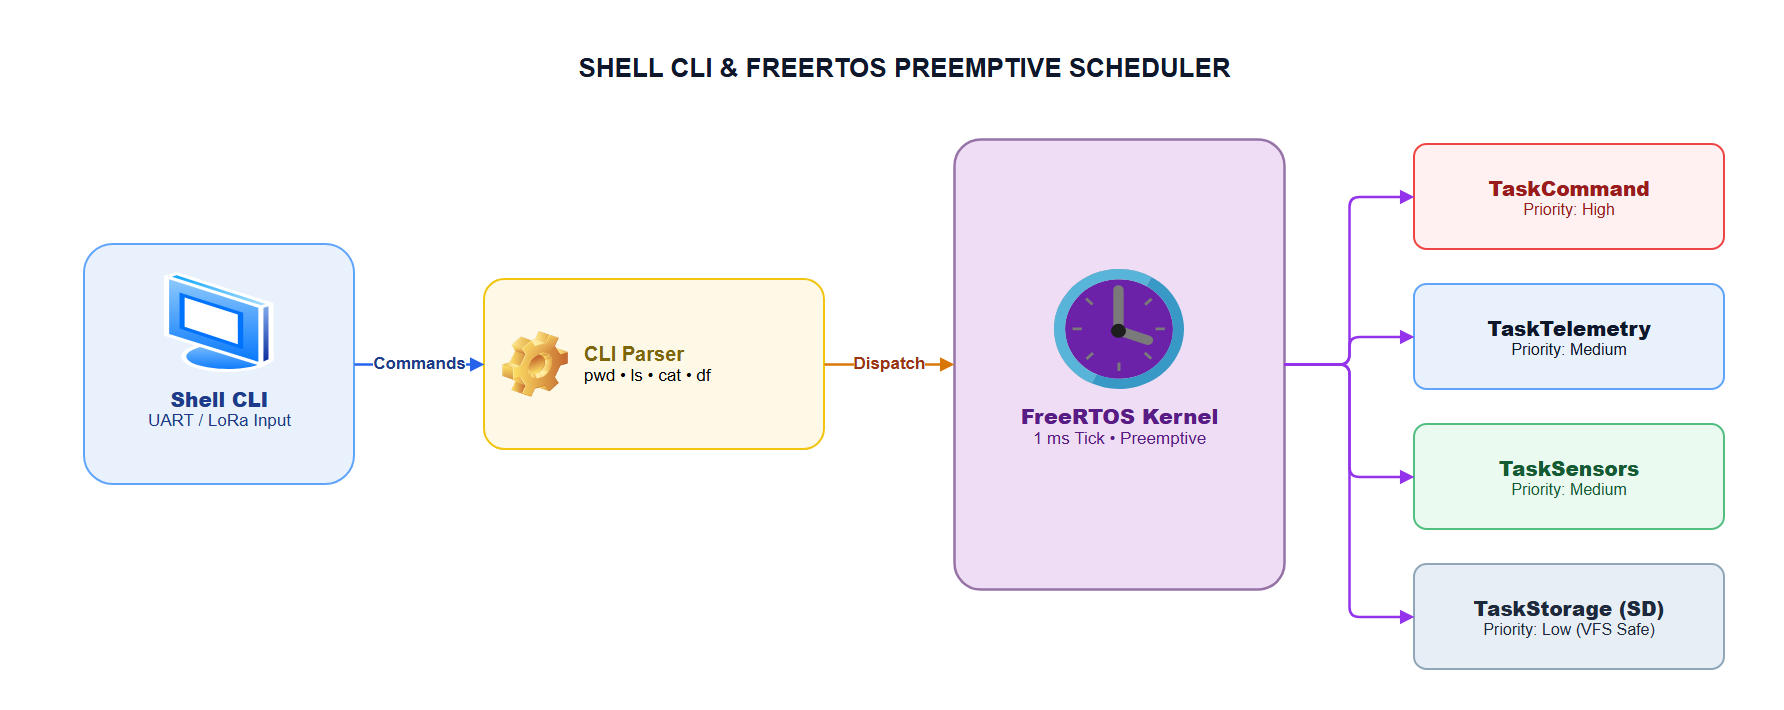 SHELL CLI & FREERTOS PREEMPTIVE SCHEDULER
Shell CLI
UART / LoRa Input
Commands
CLI Parser
pwd • ls • cat • df
Dispatch
FreeRTOS Kernel
1 ms Tick • Preemptive
TaskCommand
Priority: High
TaskTelemetry
Priority: Medium
TaskSensors
Priority: Medium
TaskStorage (SD)
Priority: Low (VFS Safe)